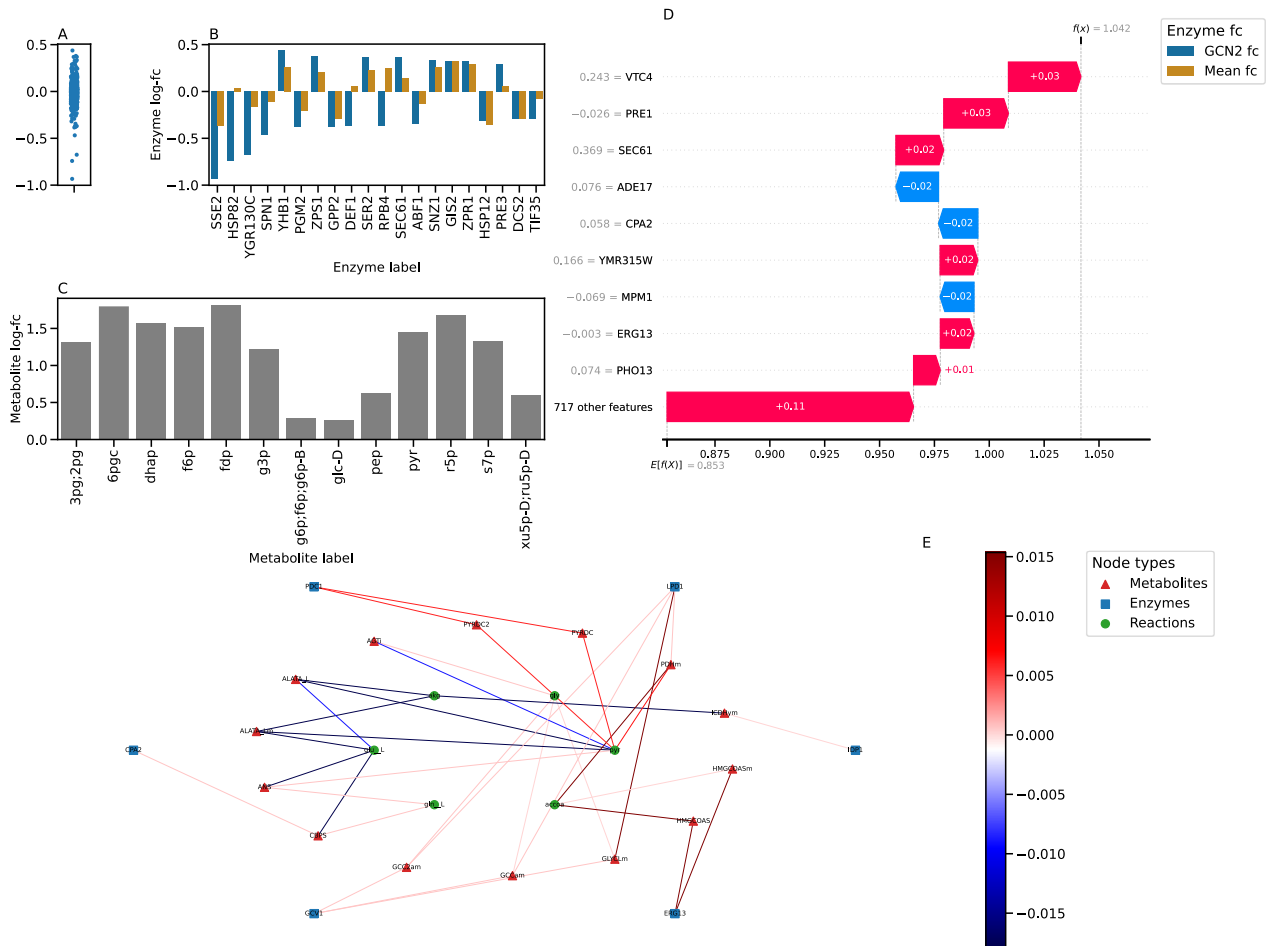 A
0.5
0.0
−0.5
−1.0
B
Enzyme log-fc
0.5
0.0
−0.5
−1.0
SSE2
HSP82
YGR130C
SPN1
YHB1
PGM2
ZPS1
GPP2
DEF1
SER2
RPB4
SEC61
ABF1
SNZ1
GIS2
ZPR1
HSP12
PRE3
DCS2
TIF35
Enzyme label
C
Metabolite log-fc
1.5
1.0
0.5
0.0
3pg;2pg
6pgc
dhap
f6p
fdp
g3p
g6p;f6p;g6p-B
glc-D
pep
pyr
r5p
s7p
xu5p-D;ru5p-D
Metabolite label
D
f(x) = 1.042
Enzyme fc
GCN2 fc
Mean fc
0.243 = VTC4
+0.03
−0.026 = PRE1
+0.03
0.369 = SEC61
+0.02
0.076 = ADE17
−0.02
0.058 = CPA2
−0.02
0.166 = YMR315W
+0.02
−0.069 = MPM1
−0.02
−0.003 = ERG13
+0.02
0.074 = PHO13
+0.01
717 other features
+0.11
0.875
0.900
0.925
0.950
0.975
1.000
1.025
1.050
E[f(X)] = 0.853
E
0.015
0.010
0.005
0.000
−0.005
−0.010
−0.015
Node types
Metabolites
Enzymes
Reactions
PDC1
LPD1
PYRDC2
PYRDC
PDHm
gly
ICDHym
CPA2
IDP1
HMGCOASm
accoa
HMGCOAS
GLYCLm
GCV1
ERG13